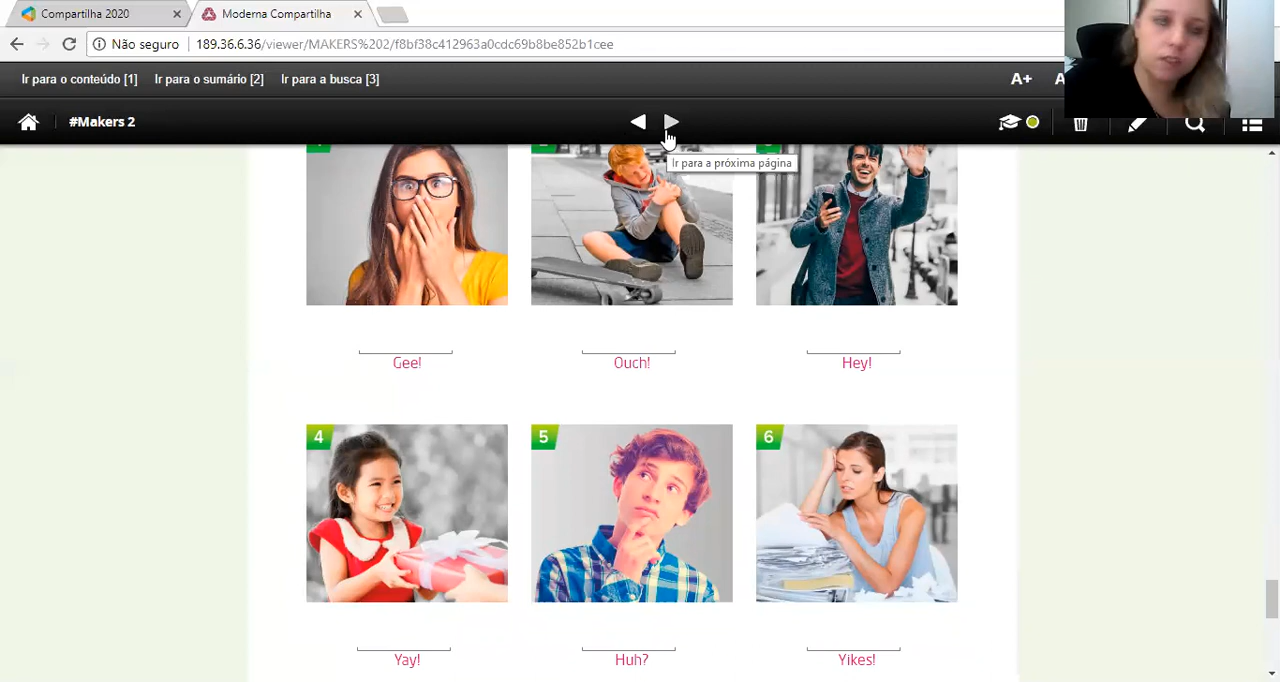 Compartilha 2020
Moderna Compartilha
Não seguro
189.36.6.36/viewer/MAKERS%202/f8bf38c412963a0cdc69b8be852b1cee
Ir para o conteúdo [1]
Ir para o sumário [2]
Ir para a busca [3]
A+
#Makers 2
Ir para a próxima página
Gee!
Ouch!
Hey!
4
5
6
Yay!
Huh?
Yikes!